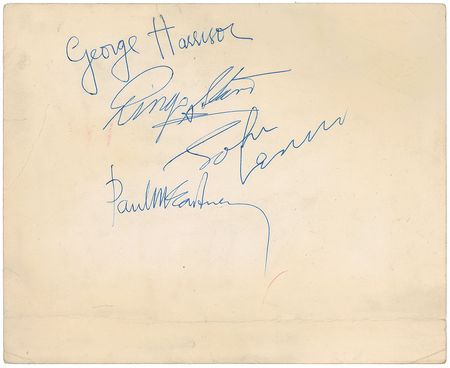 George Harrison
Ringo Starr
John Lennon
Paul McCartney